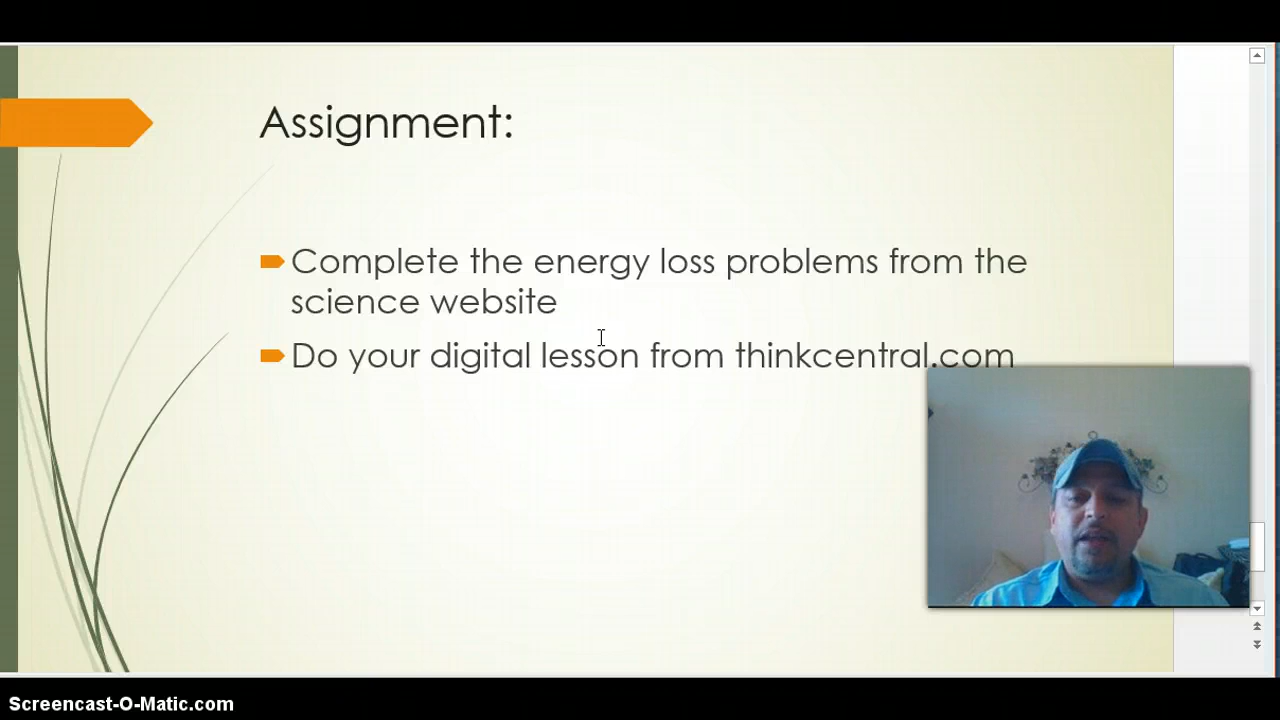 Assignment:
Complete the energy loss problems from the
science website
Do your digital lesson from thinkcentral.com
Screencast-O-Matic.com